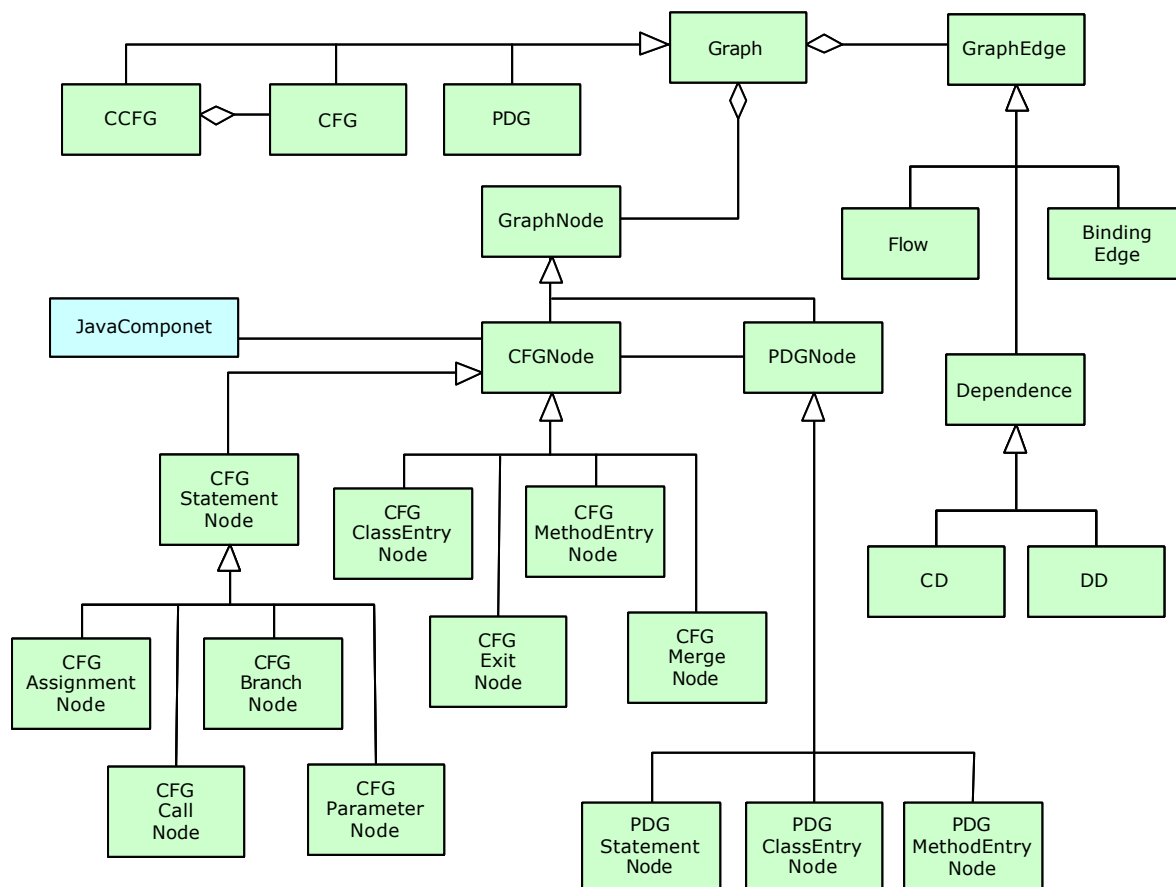 Graph
GraphEdge
CCFG
CFG
PDG
GraphNode
Flow
Binding
Edge
JavaComponet
CFGNode
PDGNode
Dependence
CFG
Statement
Node
CFG
ClassEntry
Node
CFG
MethodEntry
Node
CD
DD
CFG
Assignment
Node
CFG
Branch
Node
CFG
Exit
Node
CFG
Merge
Node
CFG
Call
Node
CFG
Parameter
Node
PDG
Statement
Node
PDG
ClassEntry
Node
PDG
MethodEntry
Node